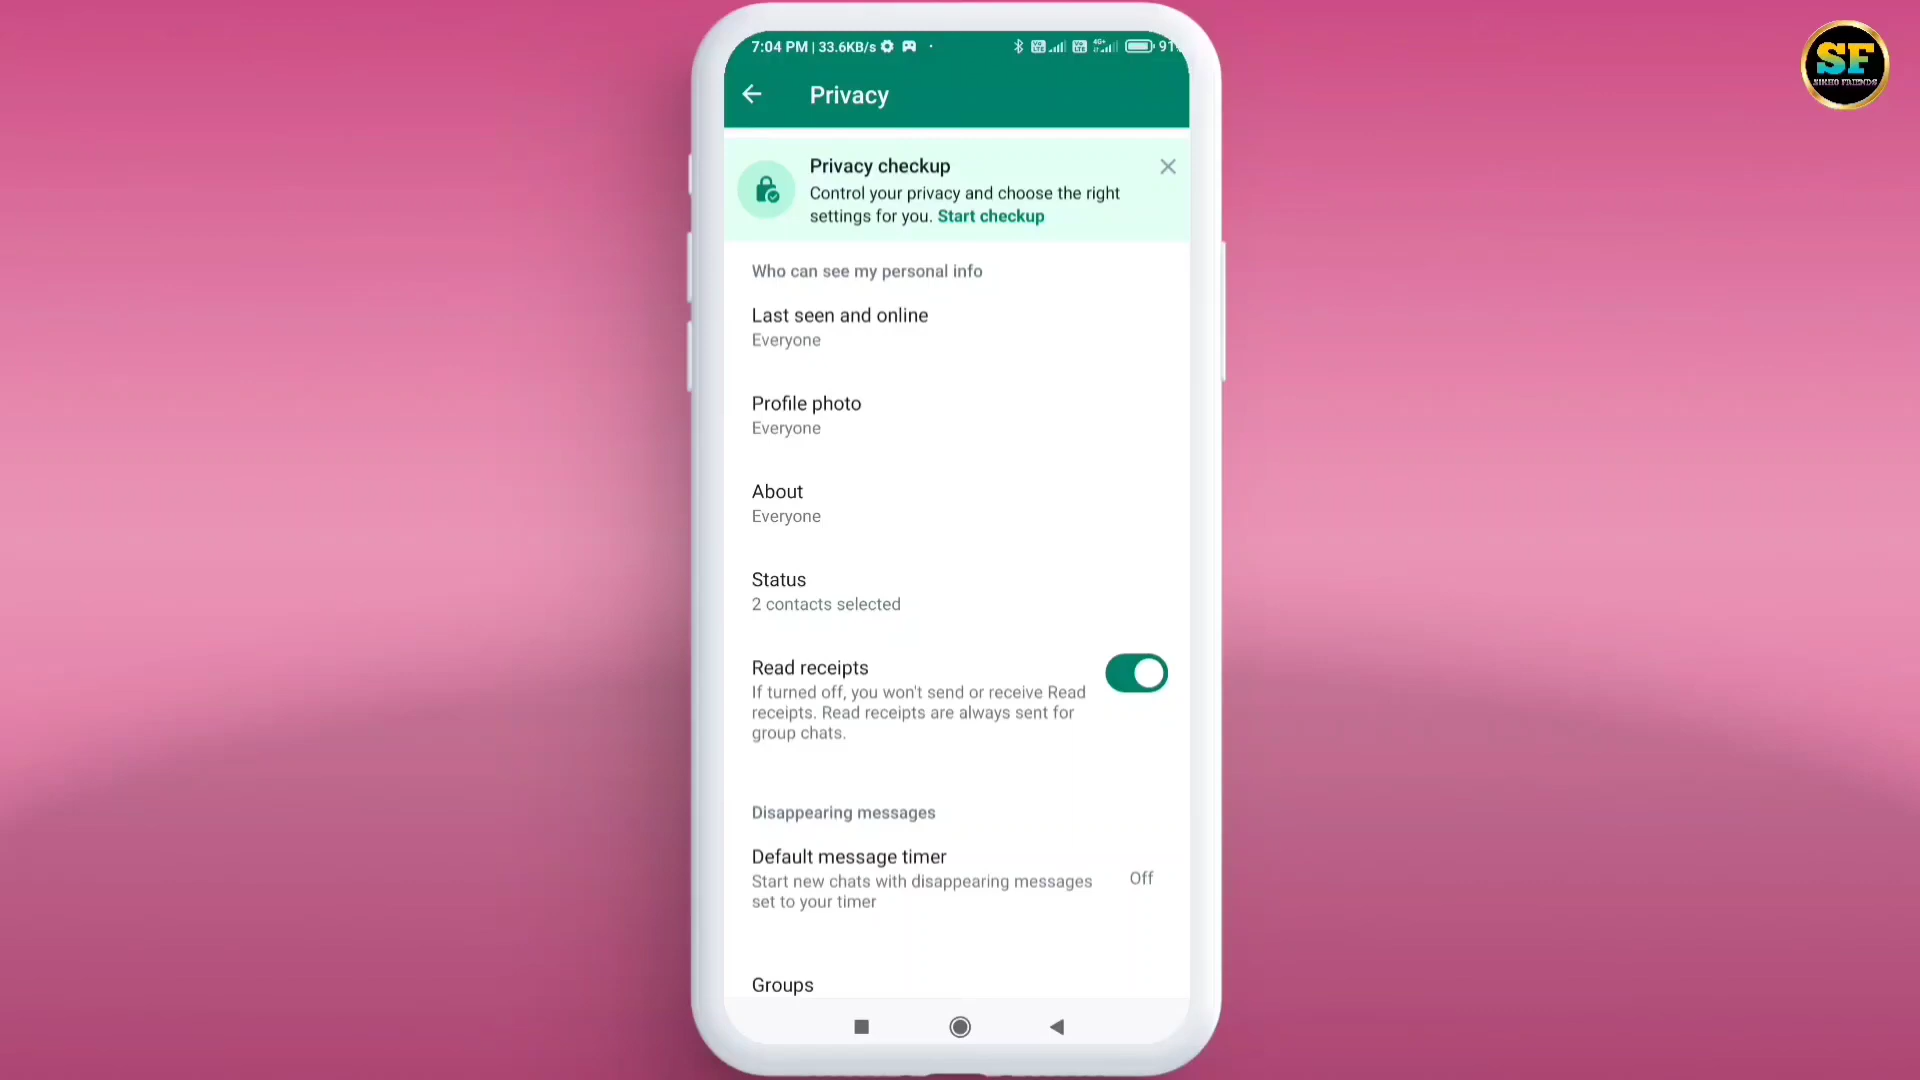 7:04 PM | 33.6KB/s
4G+
91
SF
SIKHO FRIENDS
Privacy
Privacy checkup
Control your privacy and choose the right
settings for you. Start checkup
Who can see my personal info
Last seen and online
Everyone
Profile photo
Everyone
About
Everyone
Status
2 contacts selected
Read receipts
If turned off, you won't send or receive Read
receipts. Read receipts are always sent for
group chats.
Disappearing messages
Default message timer
Start new chats with disappearing messages
set to your timer
Off
Groups